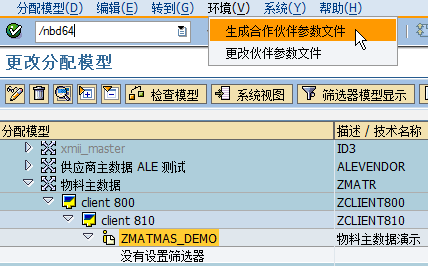 分配模型(D) 编辑(E) 转到(G) 环境(V) 系统(Y) 帮助(H)
/nbd64
生成合作伙伴参数文件
更改伙伴参数文件
更改分配模型
检查模型 系统视图 筛选器模型显示
分配模型 描述 / 技术名称
xmii_master ID3
供应商主数据 ALE 测试 ALEVENDOR
物料主数据 ZMATR
client 800 ZCLIENT800
client 810 ZCLIENT810
ZMATMAS_DEMO 物料主数据演示
没有设置筛选器